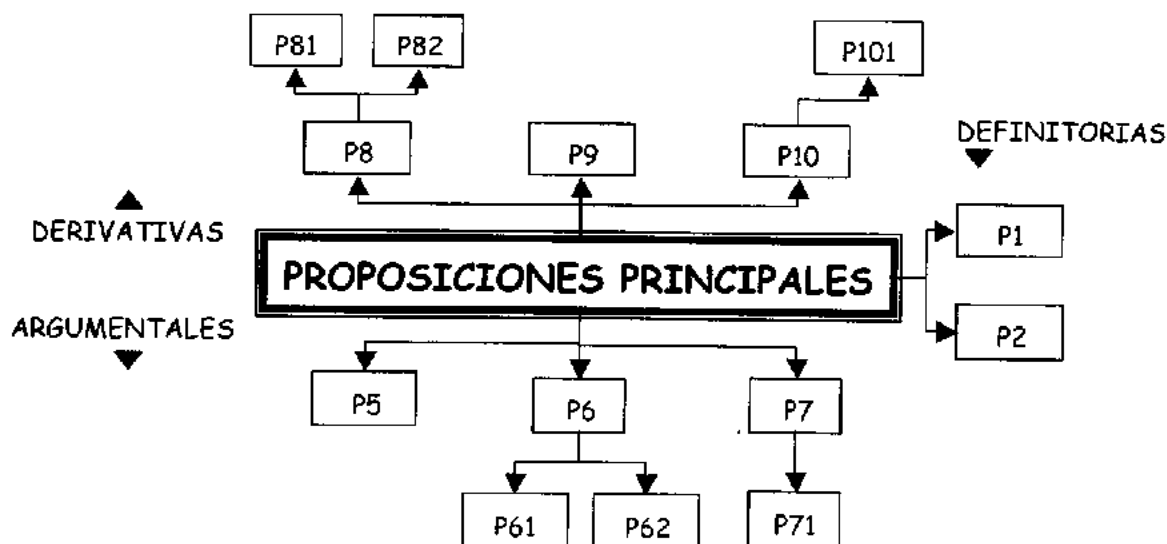 P81 P82 P101
P8 P9 P10
DEFINITORIAS
DERIVATIVAS
P1
PROPOSICIONES PRINCIPALES
ARGUMENTALES
P2
P5 P6 P7
P61 P62 P71